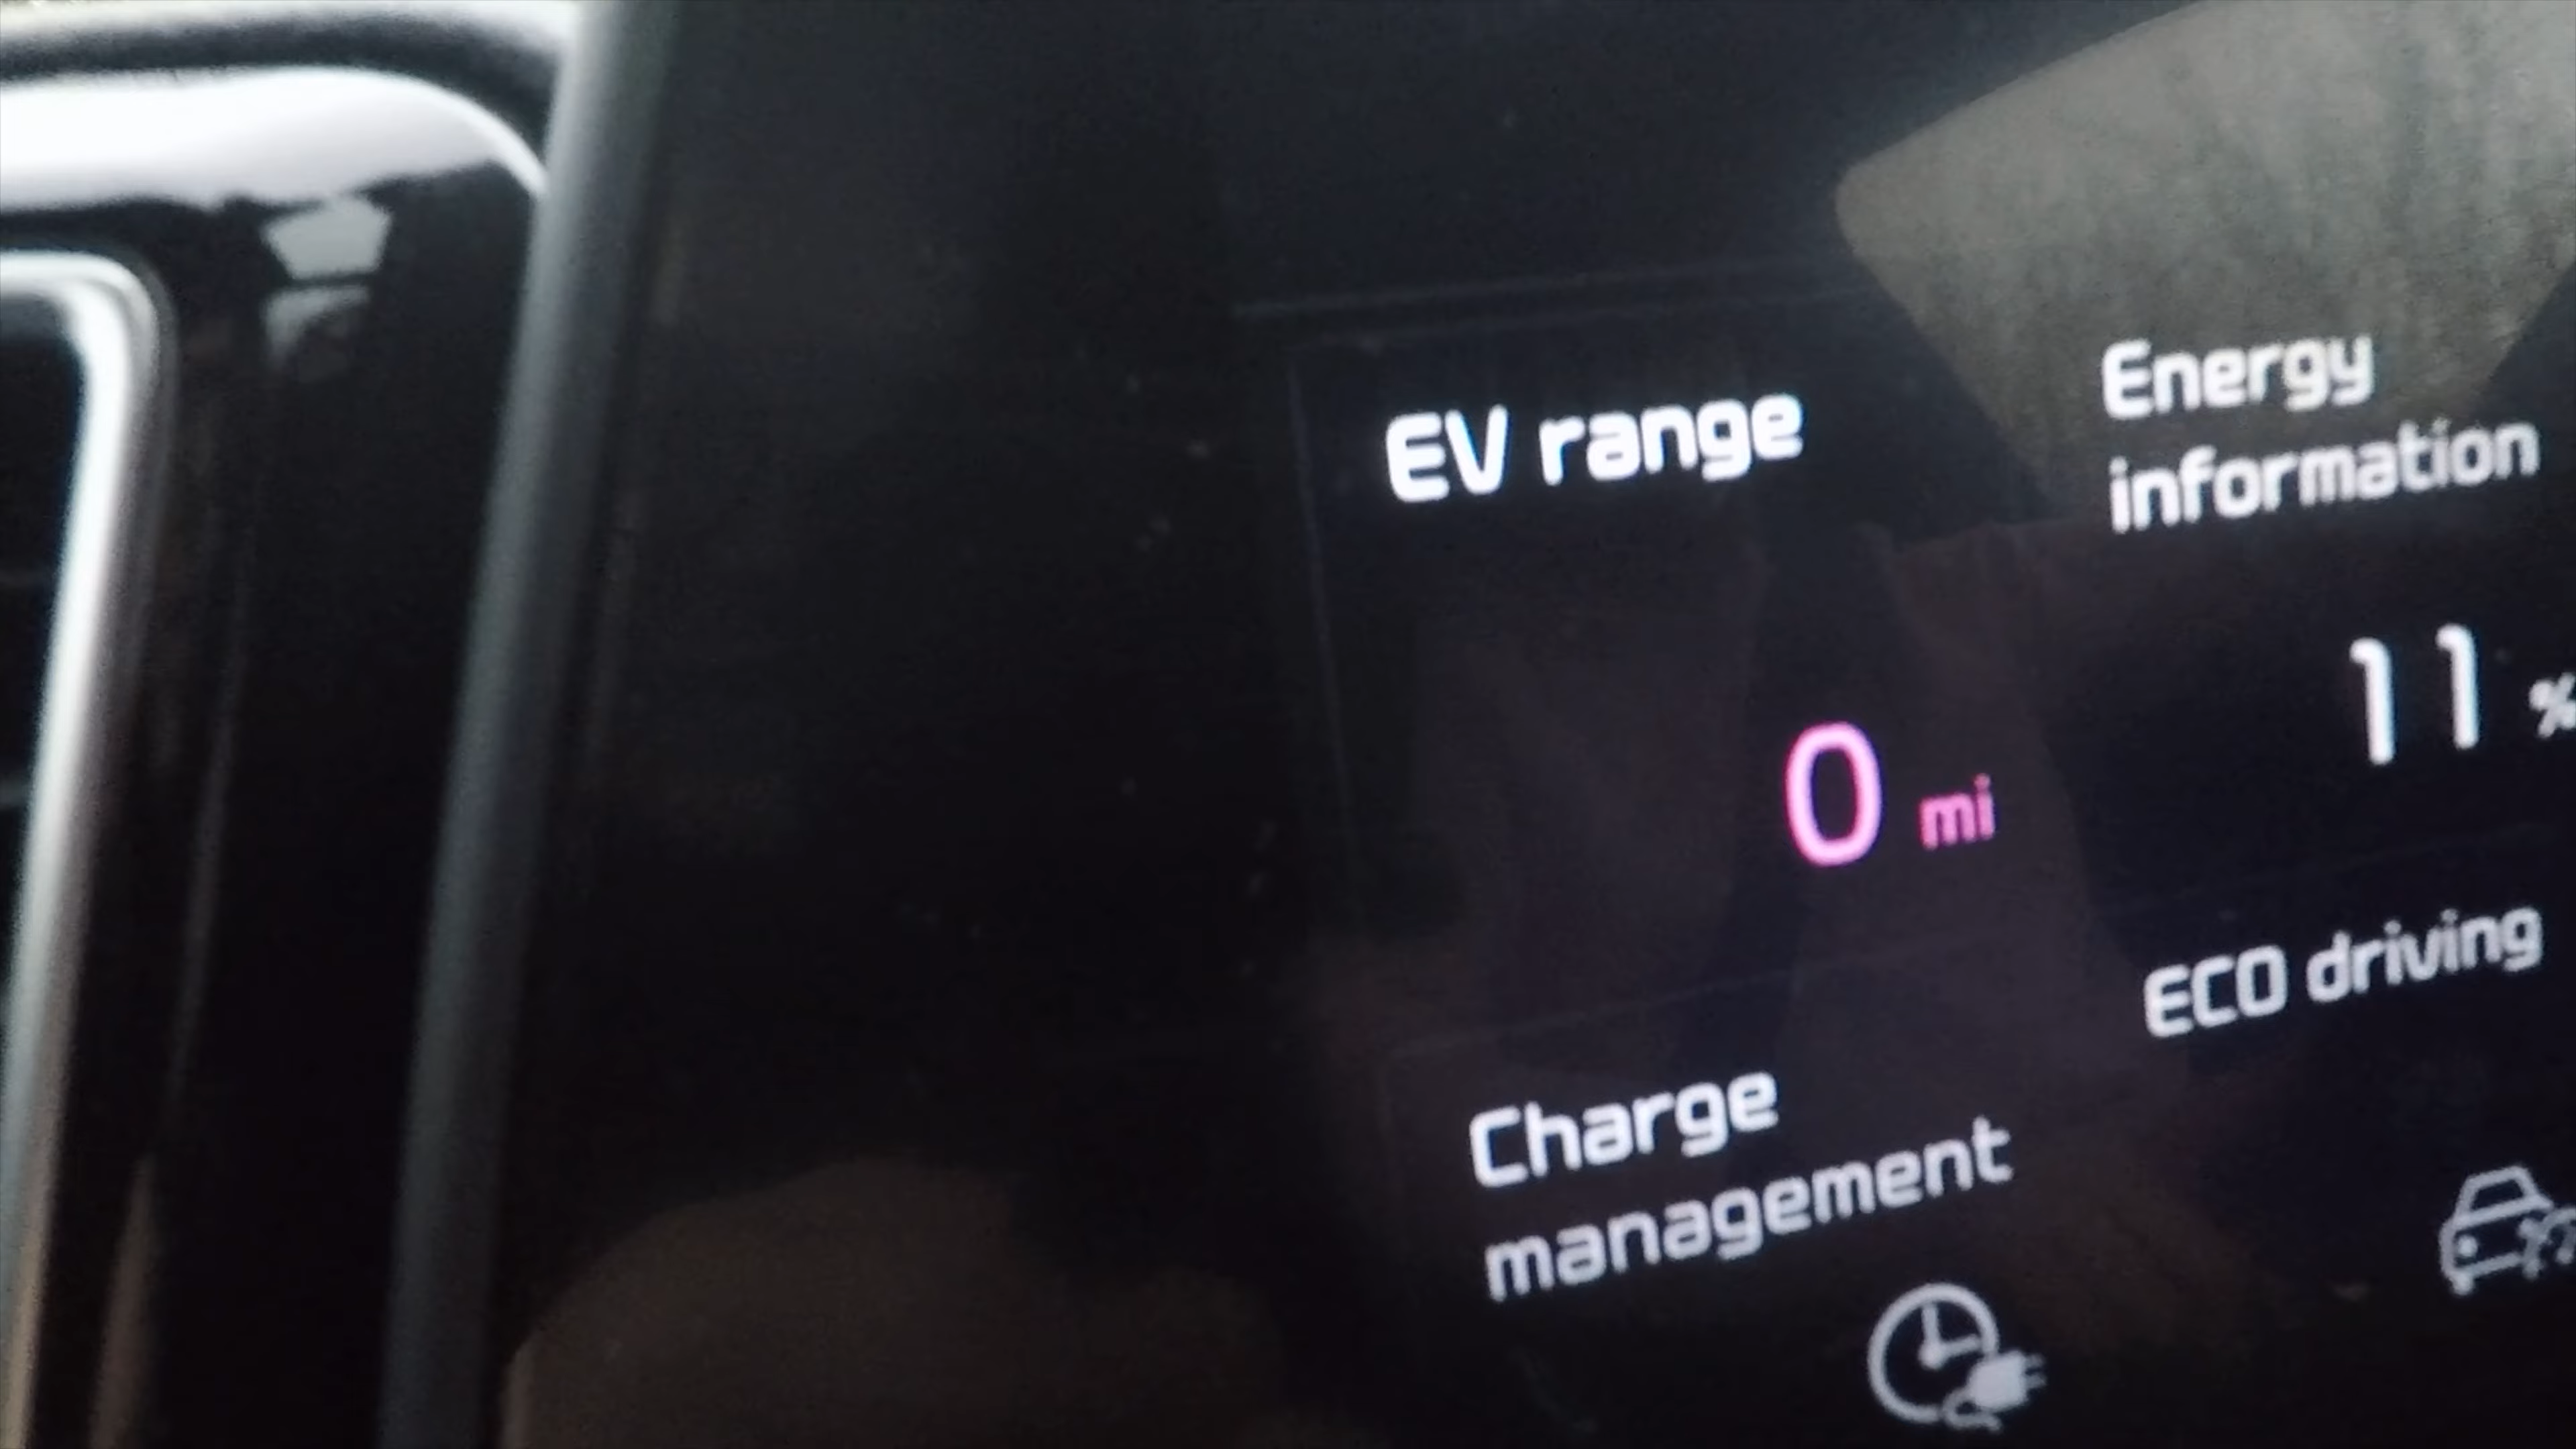 EV range
0 mi
Energy
information
11 %
Charge
management
ECO driving